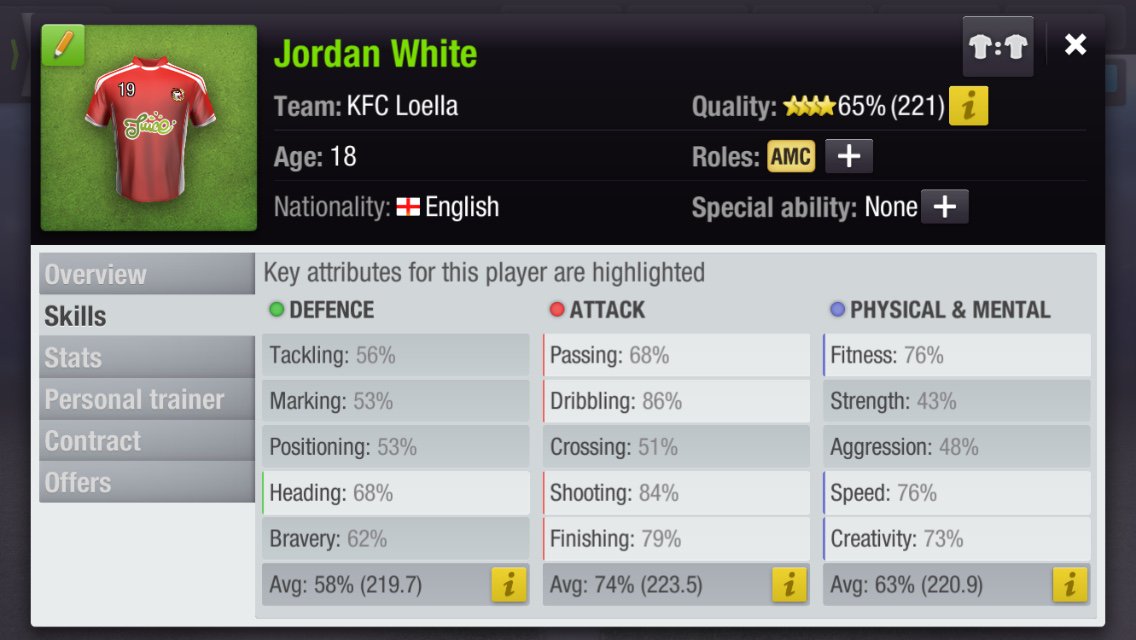 19
Juice
Jordan White
Team: KFC Loella
Quality: 65% (221) i
Age: 18
Roles: AMC +
Nationality: English
Special ability: None +
Overview
Skills
Stats
Personal trainer
Contract
Offers
Key attributes for this player are highlighted
DEFENCE
Tackling: 56%
Marking: 53%
Positioning: 53%
Heading: 68%
Bravery: 62%
Avg: 58% (219.7) i
ATTACK
Passing: 68%
Dribbling: 86%
Crossing: 51%
Shooting: 84%
Finishing: 79%
Avg: 74% (223.5) i
PHYSICAL & MENTAL
Fitness: 76%
Strength: 43%
Aggression: 48%
Speed: 76%
Creativity: 73%
Avg: 63% (220.9) i